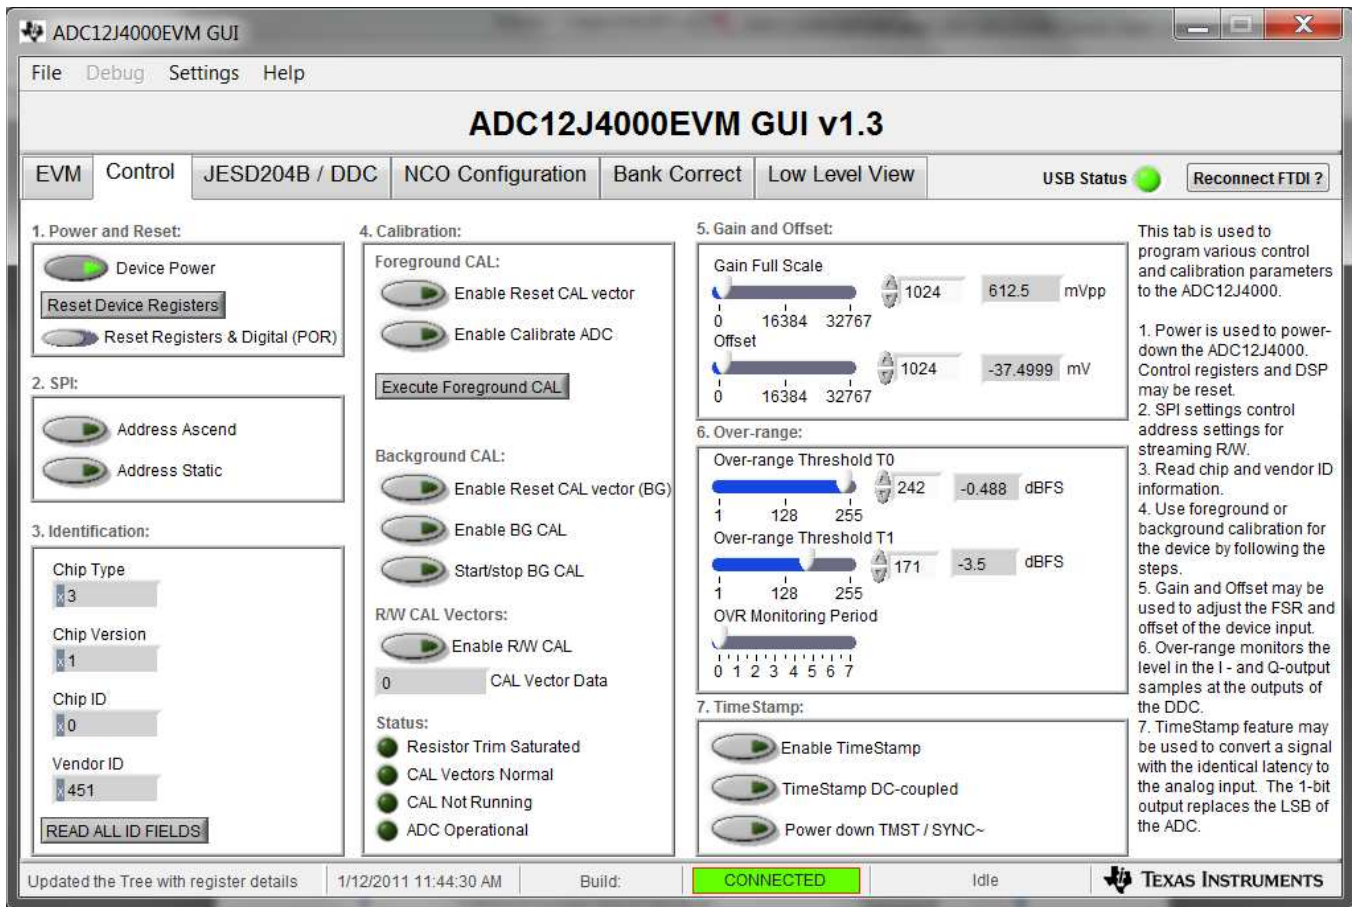 ADC12J4000EVM GUI
File Debug Settings Help
ADC12J4000EVM GUI v1.3
EVM Control JESD204B / DDC NCO Configuration Bank Correct Low Level View USB Status Reconnect FTDI ?
1. Power and Reset:
Device Power
Reset Device Registers
Reset Registers & Digital (POR)
2. SPI:
Address Ascend
Address Static
3. Identification:
Chip Type
x 3
Chip Version
x 1
Chip ID
x 0
Vendor ID
x 451
READ ALL ID FIELDS
4. Calibration:
Foreground CAL:
Enable Reset CAL vector
Enable Calibrate ADC
Execute Foreground CAL
Background CAL:
Enable Reset CAL vector (BG)
Enable BG CAL
Start/stop BG CAL
R/W CAL Vectors:
Enable R/W CAL
0 CAL Vector Data
Status:
Resistor Trim Saturated
CAL Vectors Normal
CAL Not Running
ADC Operational
5. Gain and Offset:
Gain Full Scale
1024 612.5 mVpp
0 16384 32767
Offset
1024 -37.4999 mV
0 16384 32767
6. Over-range:
Over-range Threshold T0
242 -0.488 dBFS
1 128 255
Over-range Threshold T1
171 -3.5 dBFS
1 128 255
OVR Monitoring Period
0 1 2 3 4 5 6 7
7. TimeStamp:
Enable TimeStamp
TimeStamp DC-coupled
Power down TMST / SYNC~
This tab is used to
program various control
and calibration parameters
to the ADC12J4000.
1. Power is used to power-
down the ADC12J4000.
Control registers and DSP
may be reset.
2. SPI settings control
address settings for
streaming R/W.
3. Read chip and vendor ID
information.
4. Use foreground or
background calibration for
the device by following the
steps.
5. Gain and Offset may be
used to adjust the FSR and
offset of the device input.
6. Over-range monitors the
level in the I - and Q-output
samples at the outputs of
the DDC.
7. TimeStamp feature may
be used to convert a signal
with the identical latency to
the analog input. The 1-bit
output replaces the LSB of
the ADC.
Updated the Tree with register details 1/12/2011 11:44:30 AM Build: CONNECTED Idle TEXAS INSTRUMENTS